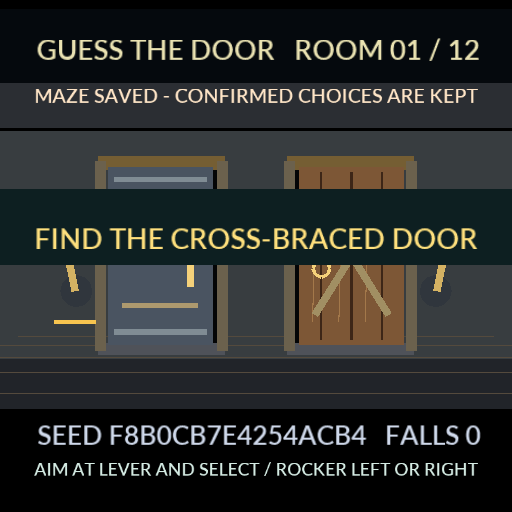 GUESS THE DOOR ROOM 01 / 12
MAZE SAVED - CONFIRMED CHOICES ARE KEPT
FIND THE CROSS-BRACED DOOR
SEED F8B0CB7E4254ACB4 FALLS 0
AIM AT LEVER AND SELECT / ROCKER LEFT OR RIGHT